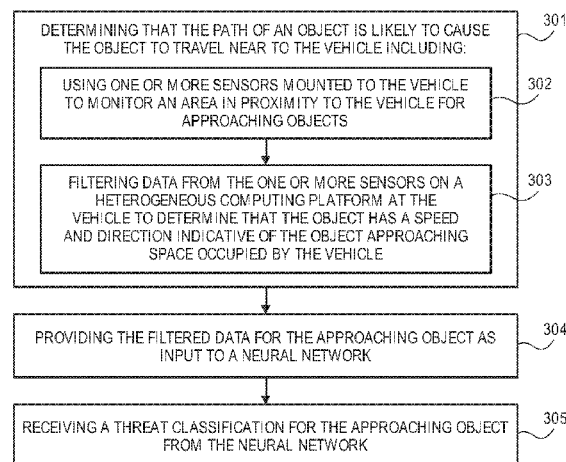 DETERMINING THAT THE PATH OF AN OBJECT IS LIKELY TO CAUSE
THE OBJECT TO TRAVEL NEAR TO THE VEHICLE INCLUDING:
301
USING ONE OR MORE SENSORS MOUNTED TO THE VEHICLE
TO MONITOR AN AREA IN PROXIMITY TO THE VEHICLE FOR
APPROACHING OBJECTS
302
FILTERING DATA FROM THE ONE OR MORE SENSORS ON A
HETEROGENEOUS COMPUTING PLATFORM AT THE
VEHICLE TO DETERMINE THAT THE OBJECT HAS A SPEED
AND DIRECTION INDICATIVE OF THE OBJECT APPROACHING
SPACE OCCUPIED BY THE VEHICLE
303
PROVIDING THE FILTERED DATA FOR THE APPROACHING OBJECT AS
INPUT TO A NEURAL NETWORK
304
RECEIVING A THREAT CLASSIFICATION FOR THE APPROACHING OBJECT
FROM THE NEURAL NETWORK
305